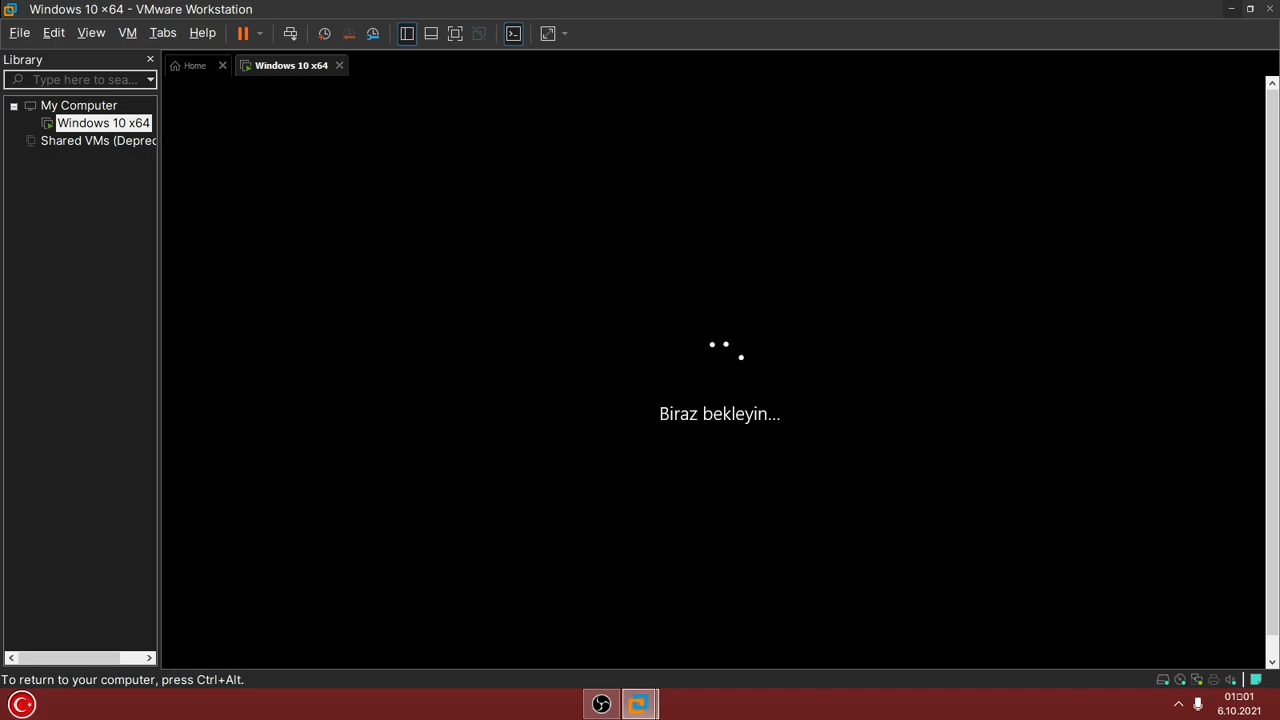 Windows 10 x64 - VMware Workstation
File Edit View VM Tabs Help
Library
Type here to sea...
Home
Windows 10 x64
My Computer
Windows 10 x64
Shared VMs (Deprec
Biraz bekleyin...
To return to your computer, press Ctrl+Alt.
01□01
6.10.2021